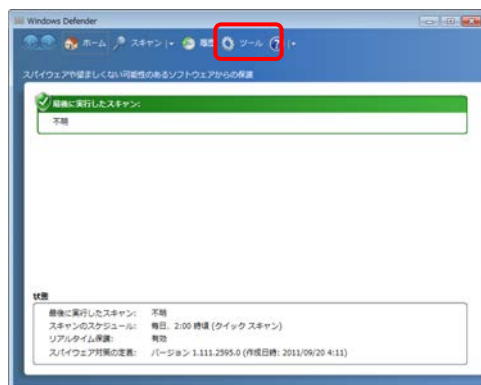 Windows Defender
ホーム スキャン 履歴 ツール
スパイウェアや望ましくない可能性のあるソフトウェアからの保護
最後に実行したスキャン:
不明
状態
最後に実行したスキャン: 不明
スキャンのスケジュール: 毎日、2:00 時頃 (クイック スキャン)
リアルタイム保護: 有効
スパイウェア対策の定義: バージョン 1.111.2595.0 (作成日時: 2011/09/20 4:11)